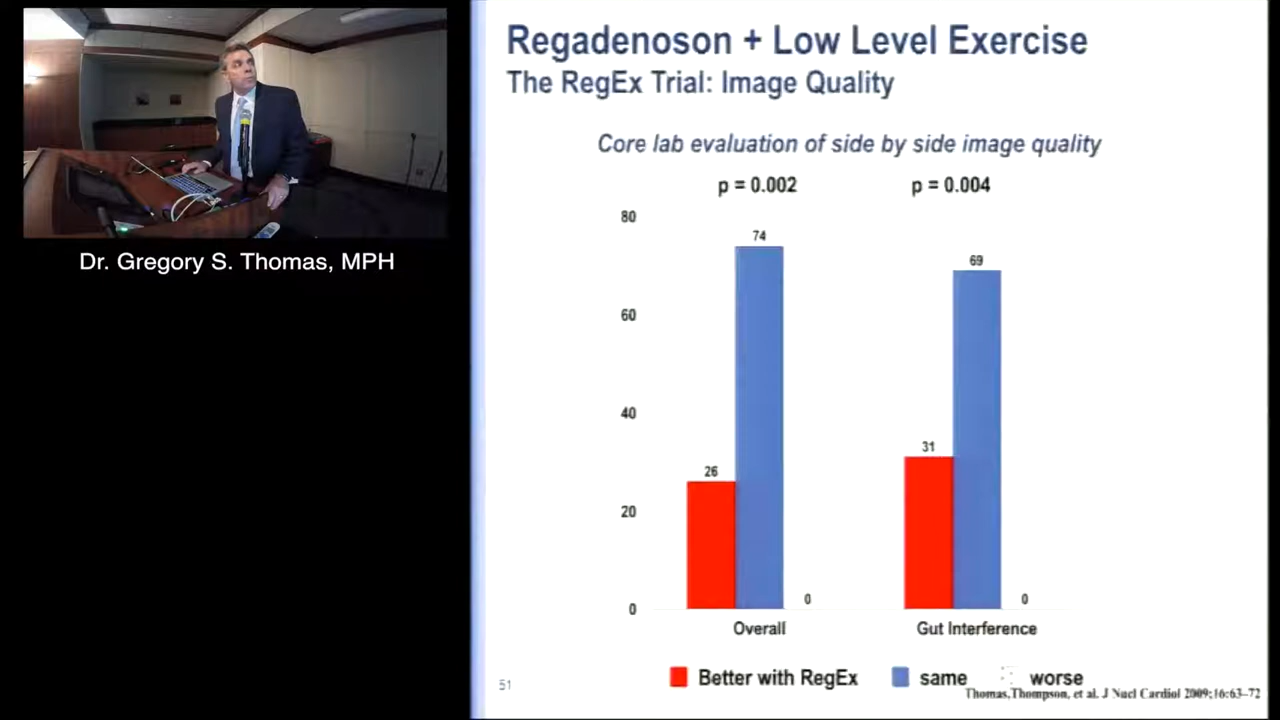 Regadenoson + Low Level Exercise
The RegEx Trial: Image Quality
Core lab evaluation of side by side image quality
p = 0.002 p = 0.004
80
74
69
60
40
31
26
20
0
0
0
Overall Gut Interference
Better with RegEx same worse
51
Thomas,Thompson, et al. J Nucl Cardiol 2009;16:63–72
Dr. Gregory S. Thomas, MPH